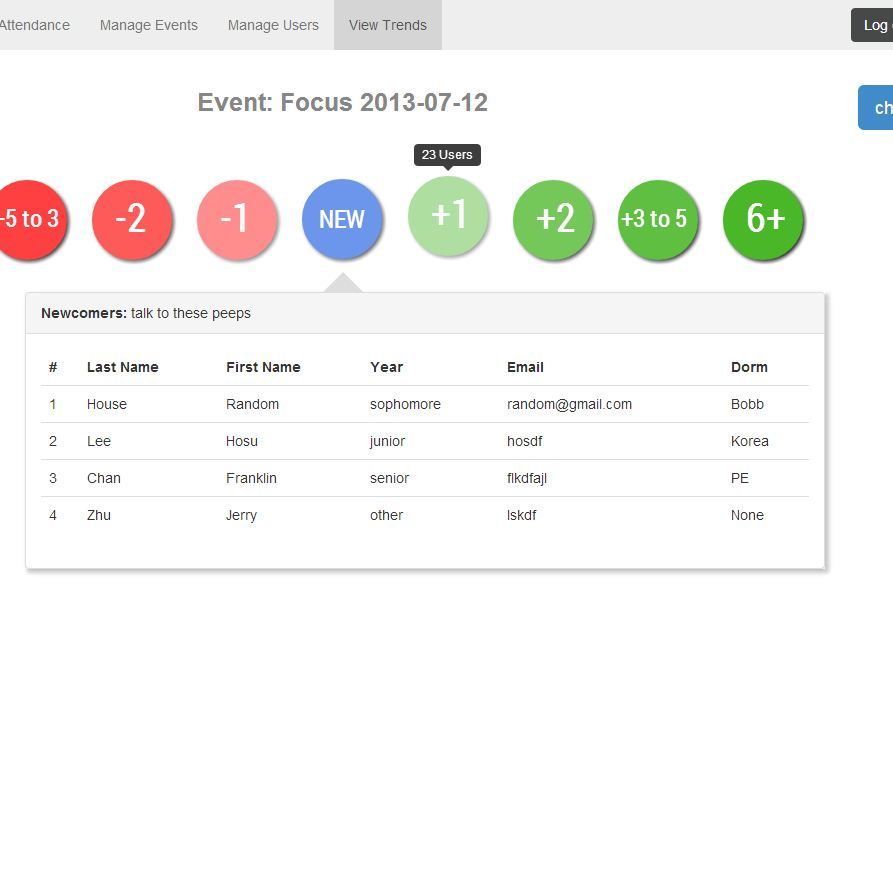 Attendance Manage Events Manage Users View Trends Log
Event: Focus 2013-07-12
ch
23 Users
-5 to 3 -2 -1 NEW +1 +2 +3 to 5 6+
Newcomers: talk to these peeps
# Last Name First Name Year Email Dorm
1 House Random sophomore random@gmail.com Bobb
2 Lee Hosu junior hosdf Korea
3 Chan Franklin senior flkdfajl PE
4 Zhu Jerry other lskdf None